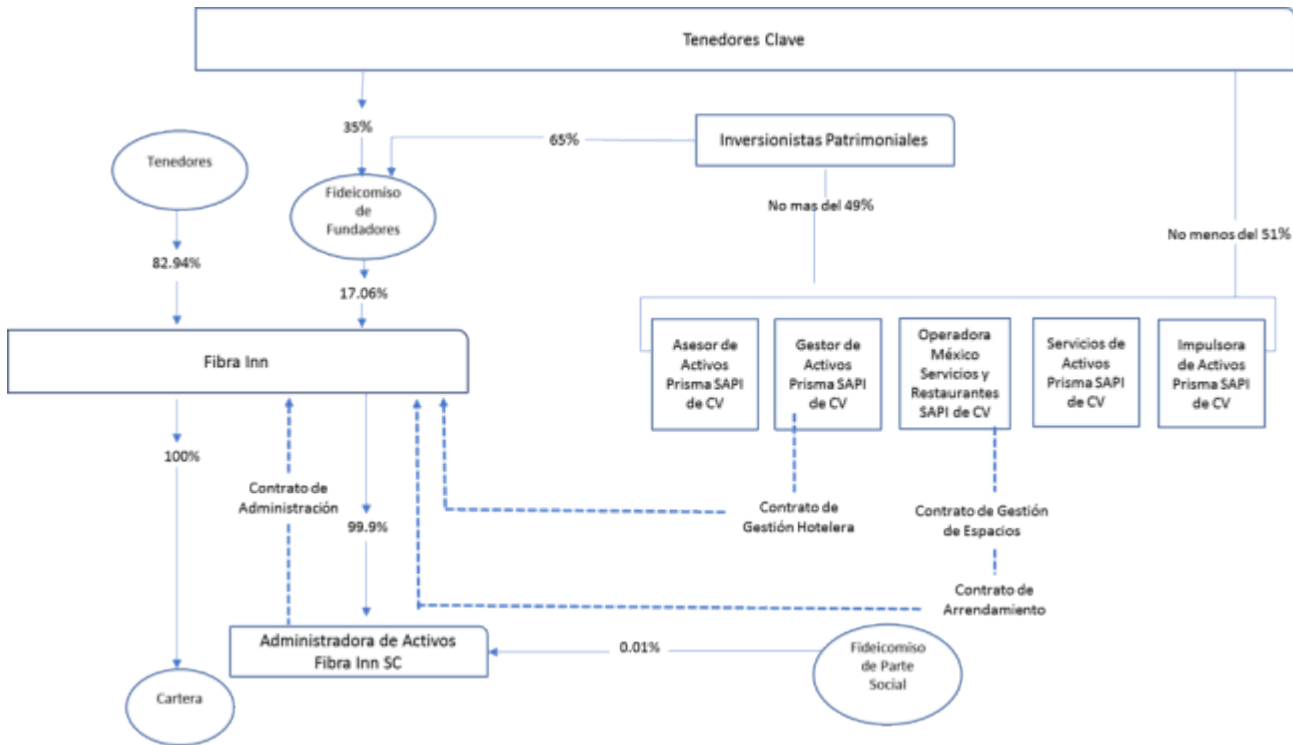 Tenedores Clave
35%
65%
Inversionistas Patrimoniales
Tenedores
Fideicomiso
de
Fundadores
No mas del 49%
No menos del 51%
82.94%
17.06%
Fibra Inn
Asesor de
Activos
Prisma SAPI
de CV
Gestor de
Activos
Prisma SAPI
de CV
Operadora
México
Servicios y
Restaurantes
SAPI de CV
Servicios de
Activos
Prisma SAPI
de CV
Impulsora
de Activos
Prisma SAPI
de CV
100%
Contrato de
Administración
99.9%
Contrato de
Gestión Hotelera
Contrato de Gestión
de Espacios
Contrato de
Arrendamiento
Administradora de Activos
Fibra Inn SC
0.01%
Fideicomiso
de Parte
Social
Cartera